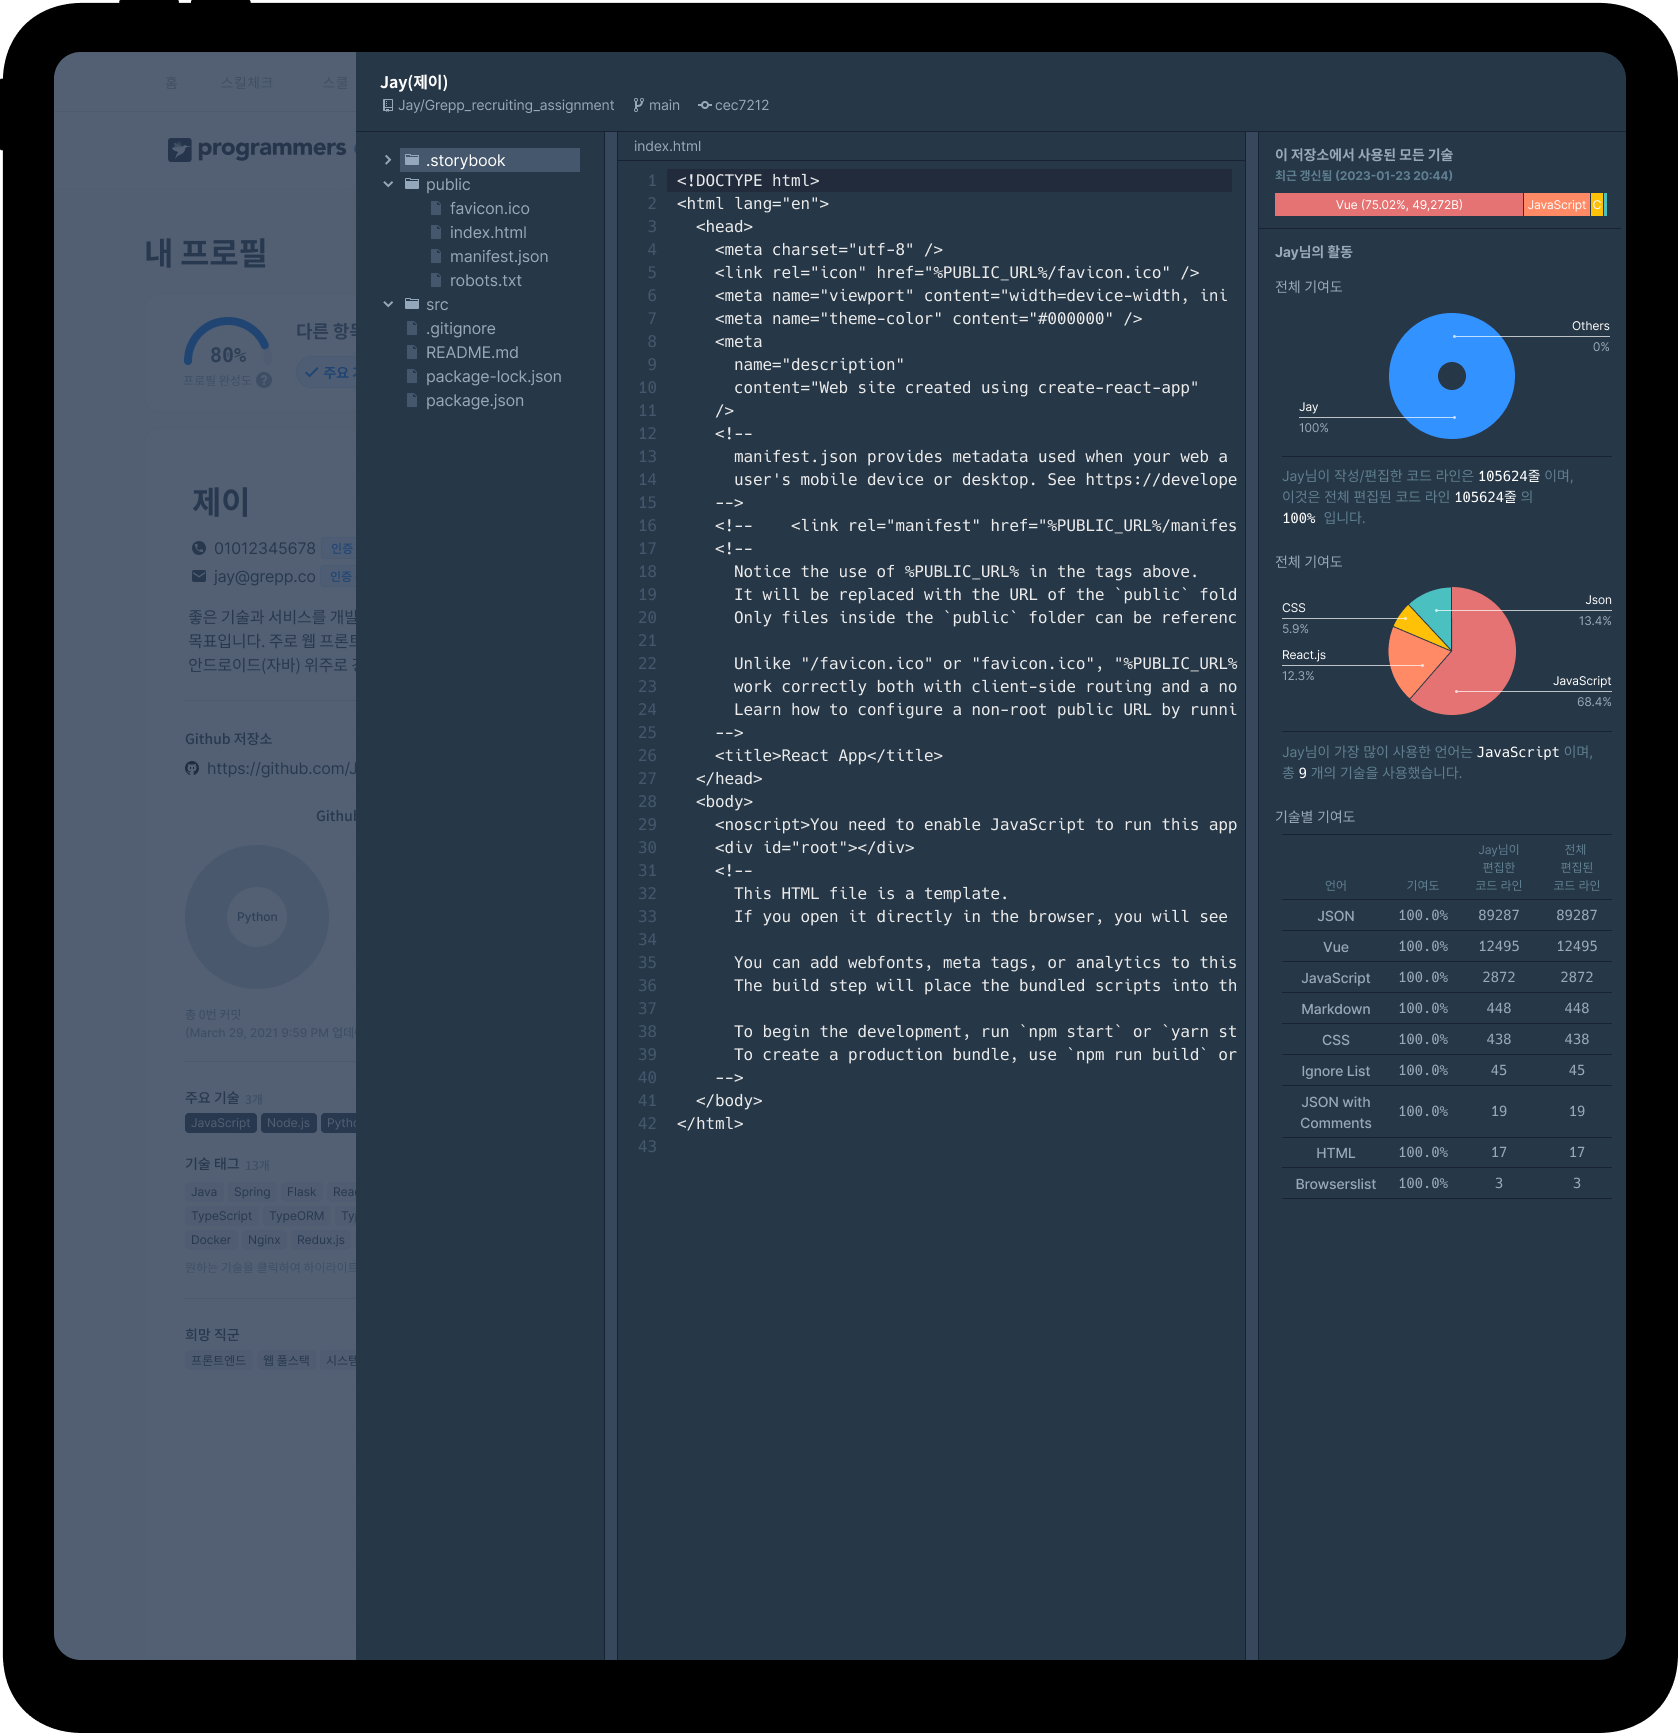 홈 스킬체크 스쿨
programmers
내 프로필
80%
프로필 완성도 ?
다른 항목
주요
제이
01012345678 인증
jay@grepp.co 인증
좋은 기술과 서비스를 개발
목표입니다. 주로 웹 프론트
안드로이드(자바) 위주로
Github 저장소
https://github.com/J
Github
Python
총 0번 커밋
(March 29, 2021 9:59 PM 업데
주요 기술 3개
JavaScript Node.js Pytho
기술 태그 13개
Java Spring Flask Reac
TypeScript TypeORM Ty
Docker Nginx Redux.js
원하는 기술을 클릭하여 하이라이트
희망 직군
프론트엔드 웹 풀스택 시스템
Jay(제이)
Jay/Grepp_recruiting_assignment main cec7212
.storybook
public
favicon.ico
index.html
manifest.json
robots.txt
src
.gitignore
README.md
package-lock.json
package.json
index.html
1 <!DOCTYPE html>
2 <html lang="en">
3 <head>
4 <meta charset="utf-8" />
5 <link rel="icon" href="%PUBLIC_URL%/favicon.ico" />
6 <meta name="viewport" content="width=device-width, ini
7 <meta name="theme-color" content="#000000" />
8 <meta
9 name="description"
10 content="Web site created using create-react-app"
11 />
12 <!--
13 manifest.json provides metadata used when your web a
14 user's mobile device or desktop. See https://develope
15 -->
16 <!-- <link rel="manifest" href="%PUBLIC_URL%/manifes
17 <!--
18 Notice the use of %PUBLIC_URL% in the tags above.
19 It will be replaced with the URL of the `public` fold
20 Only files inside the `public` folder can be referenc
21
22 Unlike "/favicon.ico" or "favicon.ico", "%PUBLIC_URL%
23 work correctly both with client-side routing and a no
24 Learn how to configure a non-root public URL by runni
25 -->
26 <title>React App</title>
27 </head>
28 <body>
29 <noscript>You need to enable JavaScript to run this app
30 <div id="root"></div>
31 <!--
32 This HTML file is a template.
33 If you open it directly in the browser, you will see
34
35 You can add webfonts, meta tags, or analytics to this
36 The build step will place the bundled scripts into th
37
38 To begin the development, run `npm start` or `yarn st
39 To create a production bundle, use `npm run build` or
40 -->
41 </body>
42 </html>
43
이 저장소에서 사용된 모든 기술
최근 갱신됨 (2023-01-23 20:44)
Vue (75.02%, 49,272B) JavaScript C
Jay님의 활동
전체 기여도
Others
0%
Jay
100%
Jay님이 작성/편집한 코드 라인은 105624줄 이며,
이것은 전체 편집된 코드 라인 105624줄 의
100% 입니다.
전체 기여도
CSS
5.9%
Json
13.4%
React.js
12.3%
JavaScript
68.4%
Jay님이 가장 많이 사용한 언어는 JavaScript 이며,
총 9 개의 기술을 사용했습니다.
기술별 기여도
언어 기여도 Jay님이 편집한 코드 라인 전체 편집된 코드 라인
JSON 100.0% 89287 89287
Vue 100.0% 12495 12495
JavaScript 100.0% 2872 2872
Markdown 100.0% 448 448
CSS 100.0% 438 438
Ignore List 100.0% 45 45
JSON with Comments 100.0% 19 19
HTML 100.0% 17 17
Browserslist 100.0% 3 3